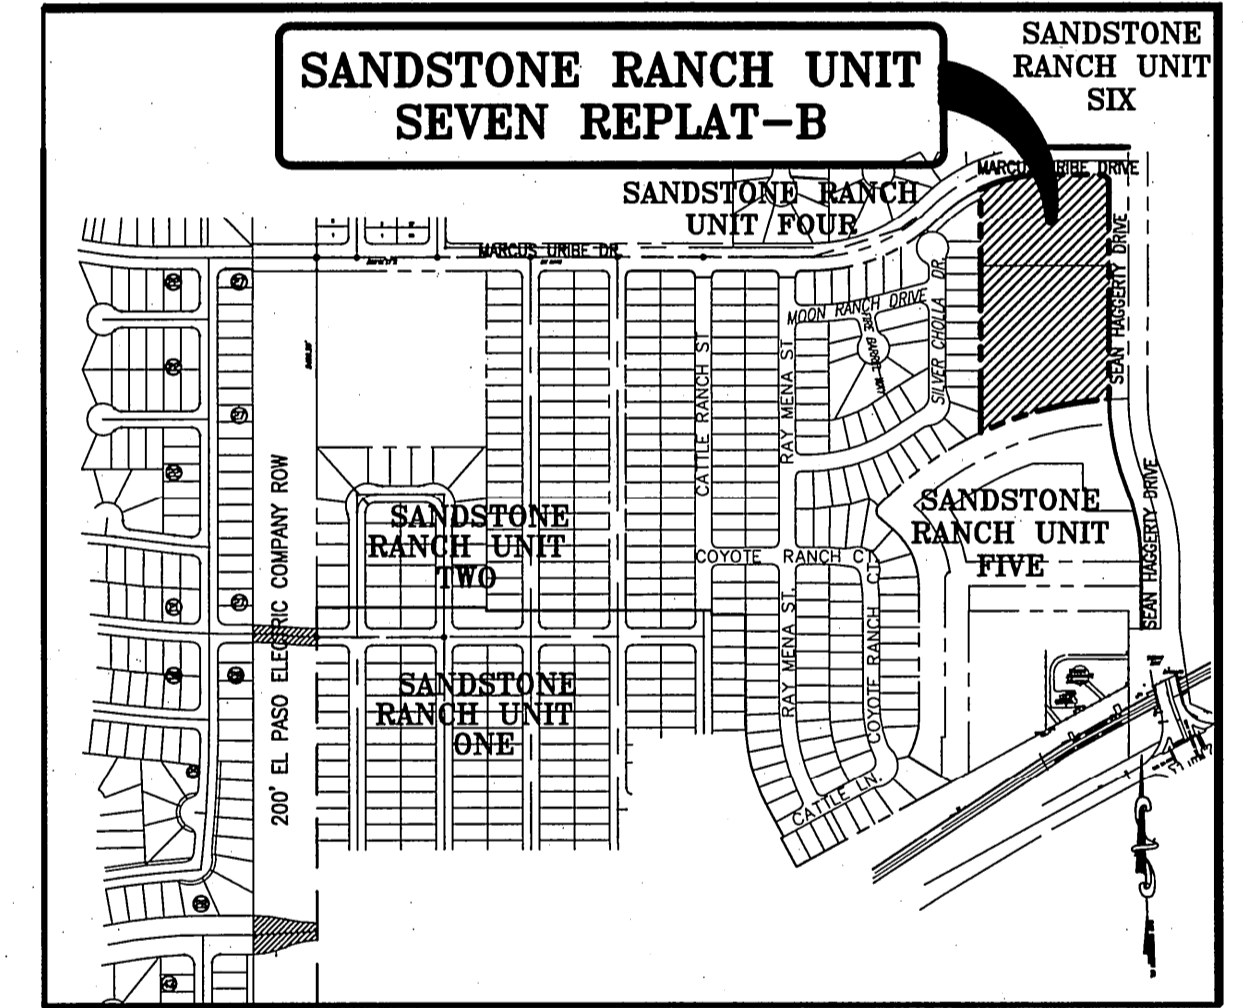 SANDSTONE RANCH UNIT
SEVEN REPLAT-B
SANDSTONE
RANCH UNIT
SIX
MARCUS URIBE DRIVE
SANDSTONE RANCH
UNIT FOUR
MARCUS URIBE DR.
SEAN HAGGERTY DRIVE
MOON RANCH DRIVE
SILVER CHOLLA DR.
CATTLE RANCH ST
RAY MENA ST
200' EL PASO ELECTRIC COMPANY ROW
SANDSTONE
RANCH UNIT
TWO
SANDSTONE
RANCH UNIT
FIVE
SEAN HAGGERTY DRIVE
COYOTE RANCH CT.
RAY MENA ST.
COYOTE RANCH CT.
SANDSTONE
RANCH UNIT
ONE
CATTLE LN.